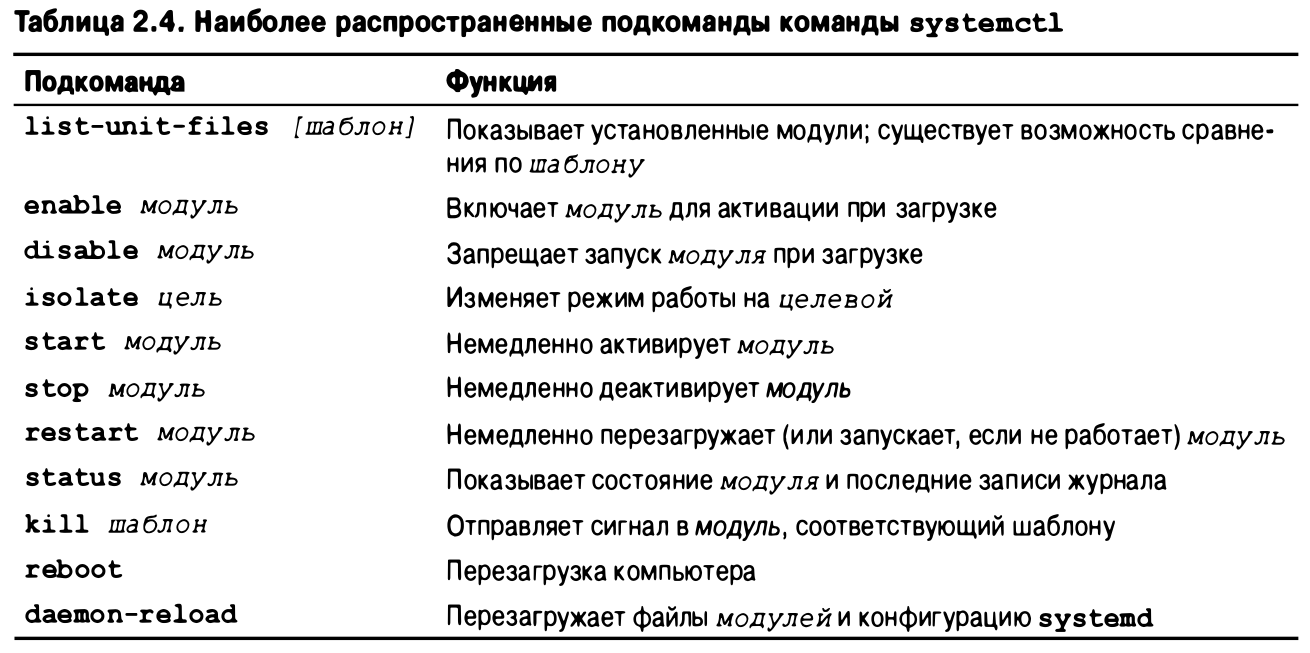 Таблица 2.4. Наиболее распространенные подкоманды команды systemctl
Подкоманда Функция
list-unit-files [шаблон] Показывает установленные модули; существует возможность сравне-
ния по шаблону
enable модуль Включает модуль для активации при загрузке
disable модуль Запрещает запуск модуля при загрузке
isolate цель Изменяет режим работы на целевой
start модуль Немедленно активирует модуль
stop модуль Немедленно деактивирует модуль
restart модуль Немедленно перезагружает (или запускает, если не работает) модуль
status модуль Показывает состояние модуля и последние записи журнала
kill шаблон Отправляет сигнал в модуль, соответствующий шаблону
reboot Перезагрузка компьютера
daemon-reload Перезагружает файлы модулей и конфигурацию systemd